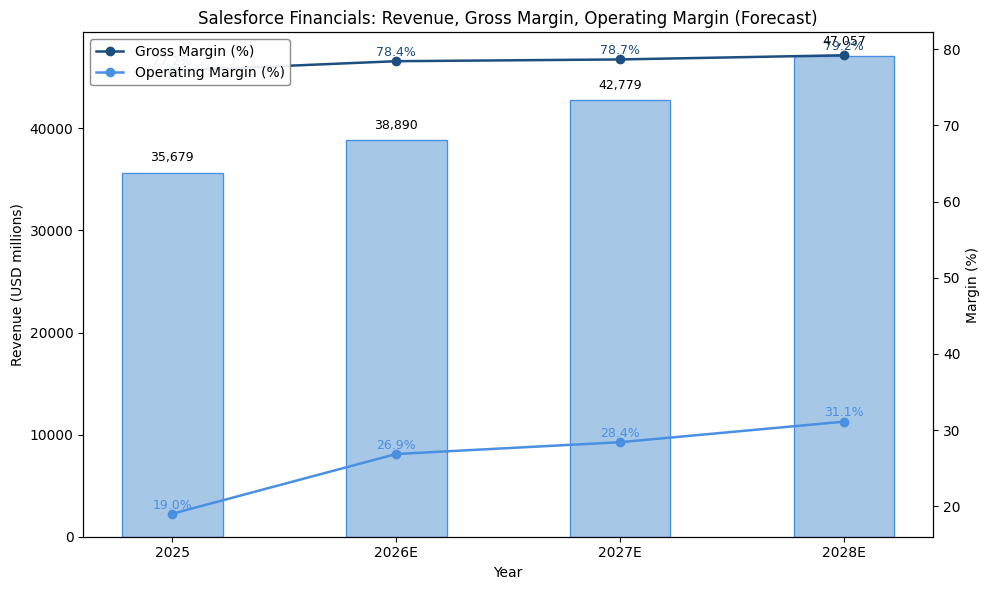 Salesforce Financials: Revenue, Gross Margin, Operating Margin (Forecast)
Gross Margin (%)
Operating Margin (%)
78.4%
78.7%
47,057
79.2%
42,779
38,890
35,679
31.1%
28.4%
26.9%
19.0%
40000
30000
20000
10000
0
Revenue (USD millions)
80
70
60
50
40
30
20
Margin (%)
2025
2026E
2027E
2028E
Year